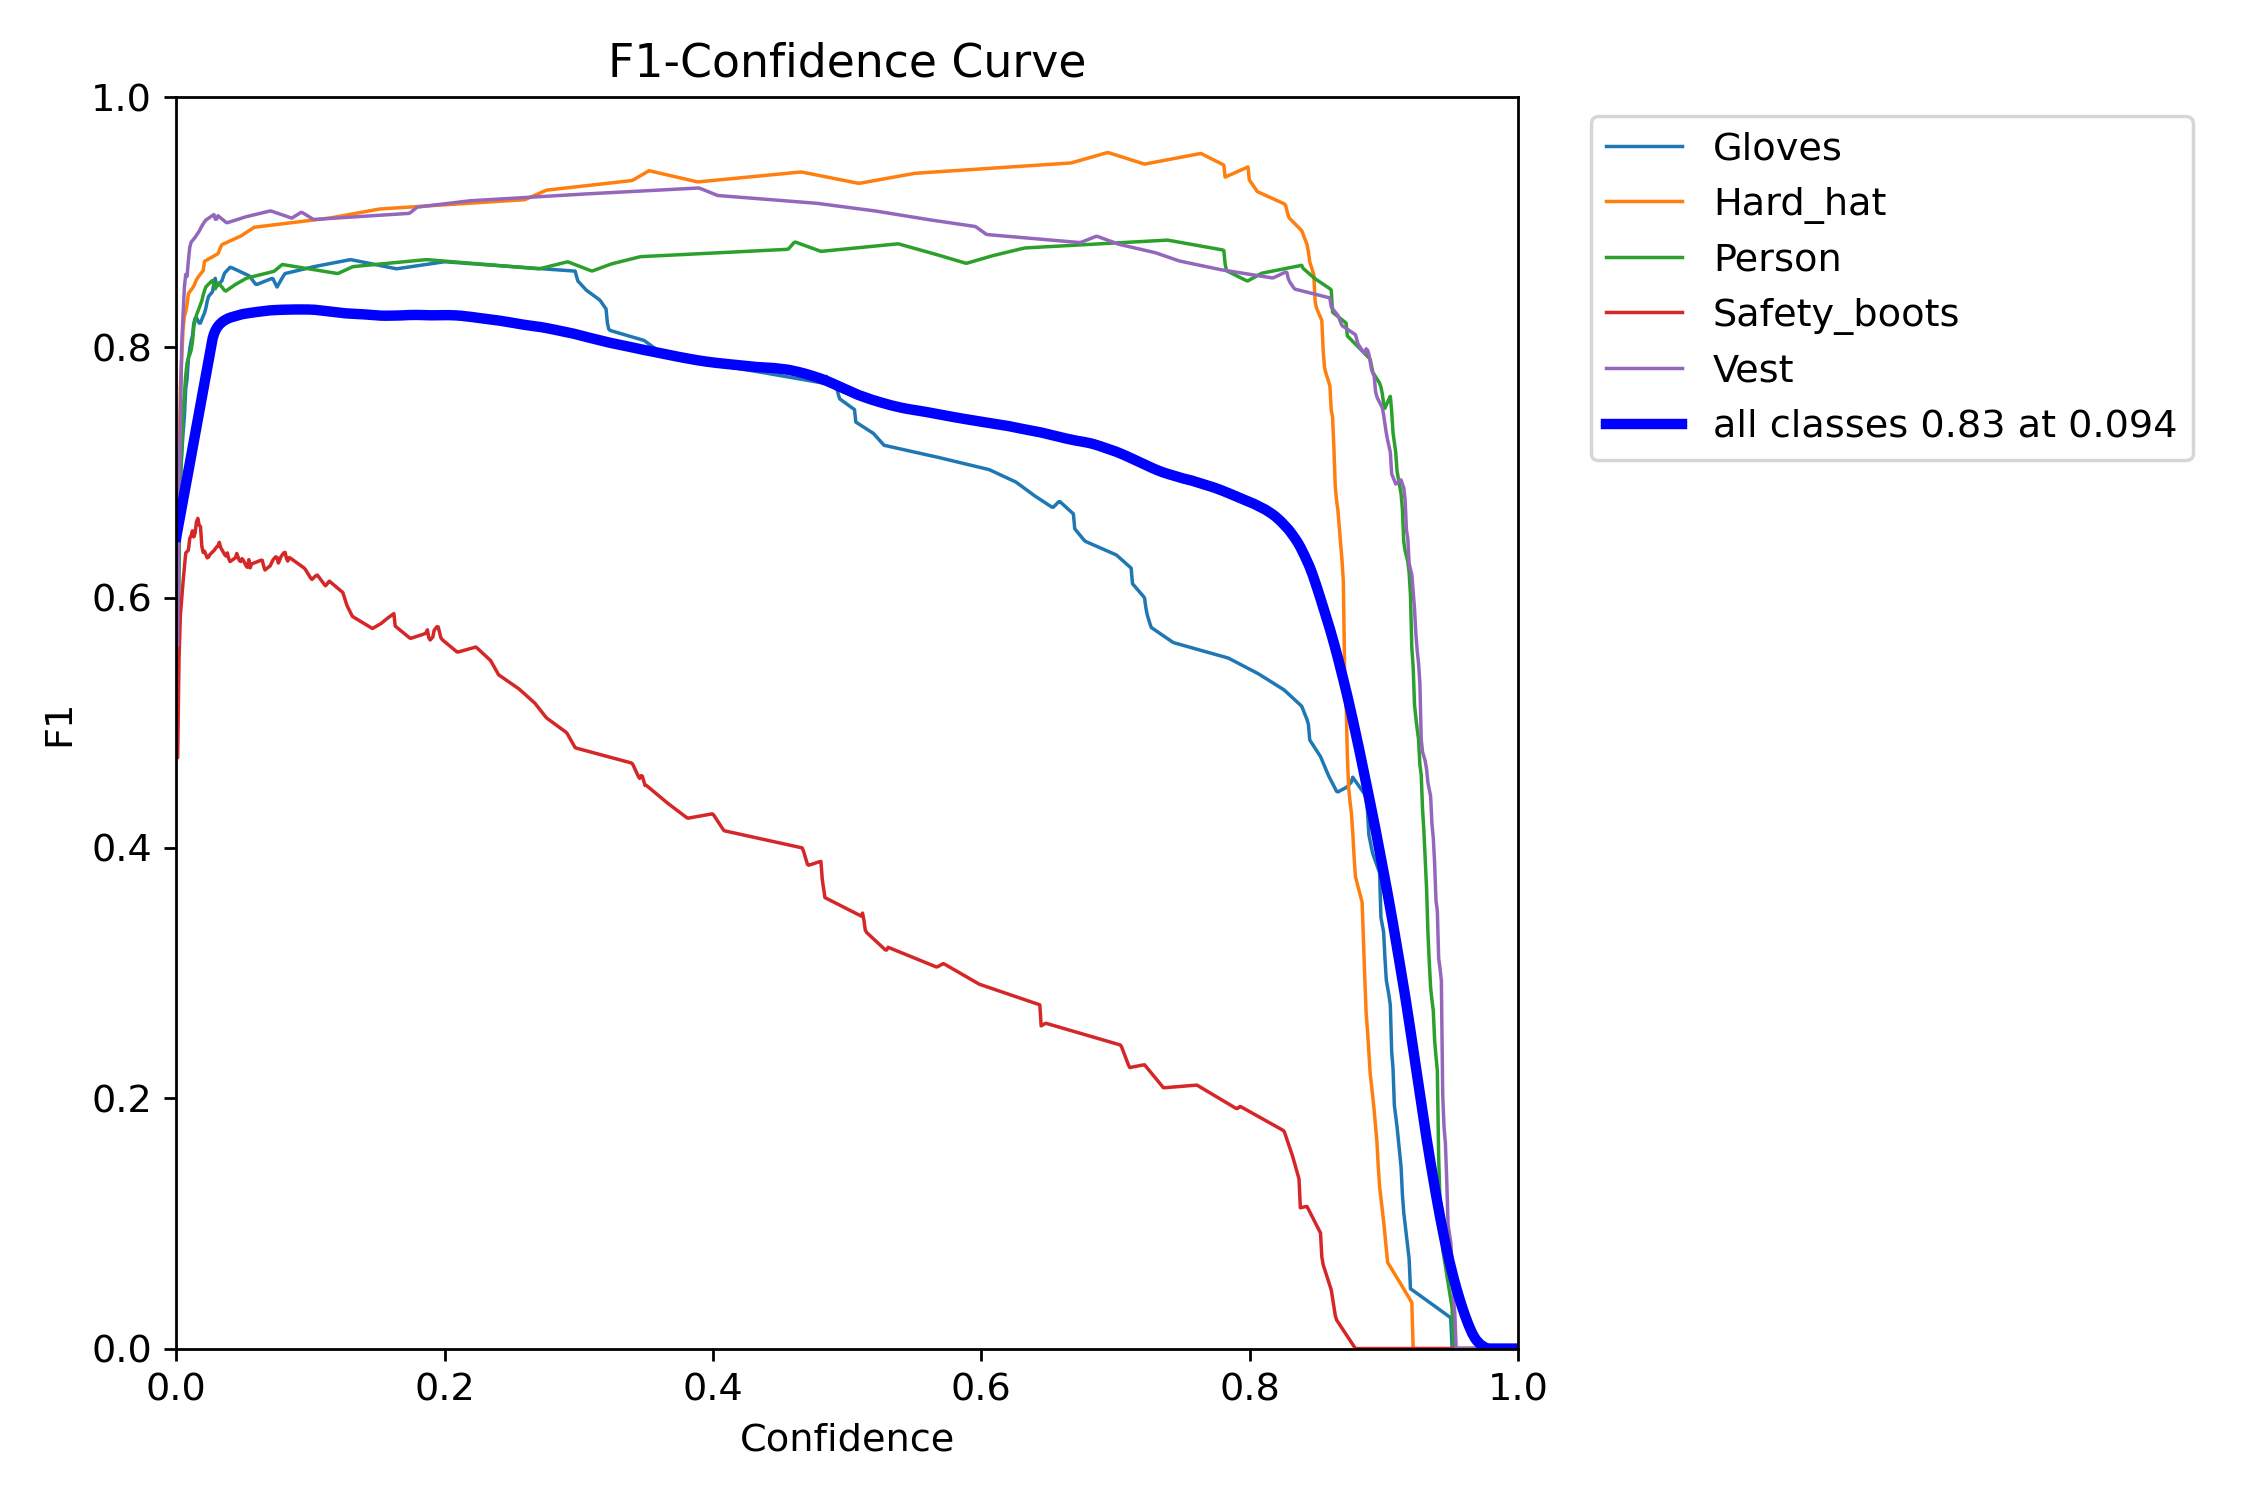 F1-Confidence Curve
1.0
0.8
0.6
0.4
0.2
0.0
F1
0.0 0.2 0.4 0.6 0.8 1.0
Confidence
Gloves
Hard_hat
Person
Safety_boots
Vest
all classes 0.83 at 0.094